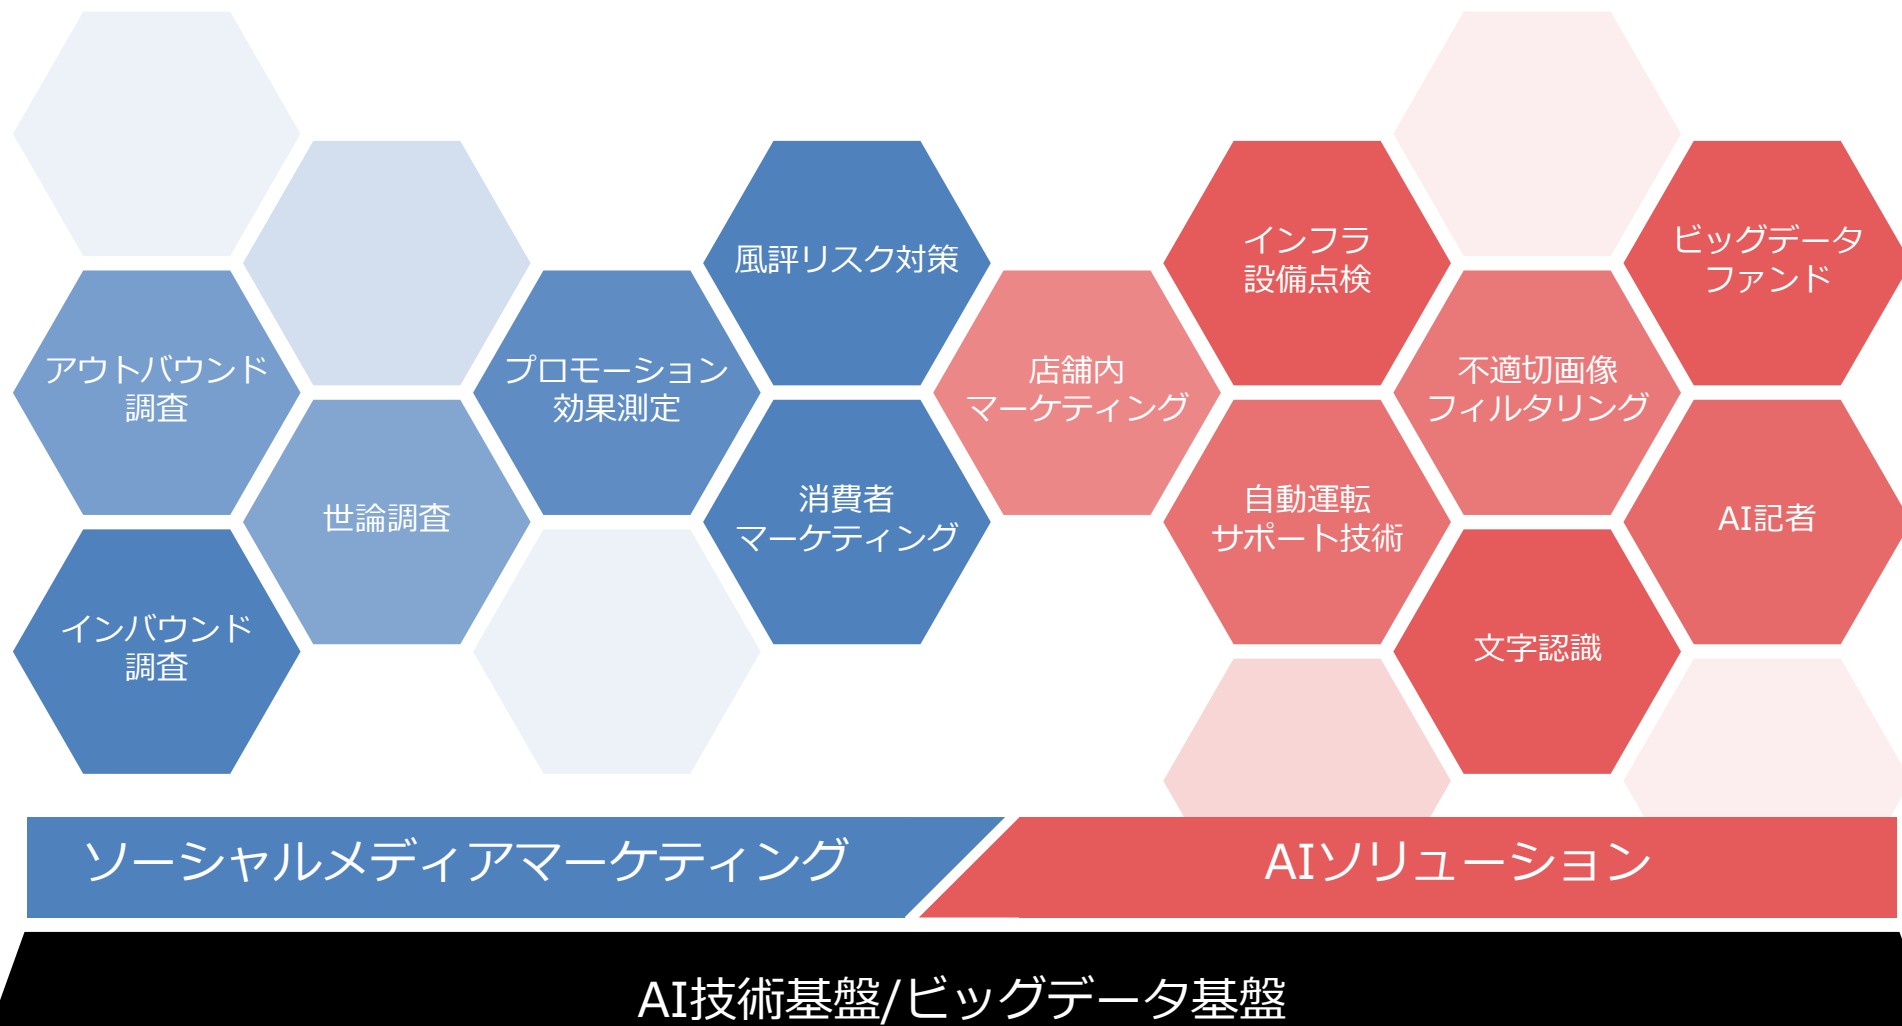 風評リスク対策
インフラ
設備点検
ビッグデータ
ファンド
アウトバウンド
調査
プロモーション
効果測定
店舗内
マーケティング
不適切画像
フィルタリング
世論調査
消費者
マーケティング
自動運転
サポート技術
AI記者
インバウンド
調査
文字認識
ソーシャルメディアマーケティング
AIソリューション
AI技術基盤/ビッグデータ基盤